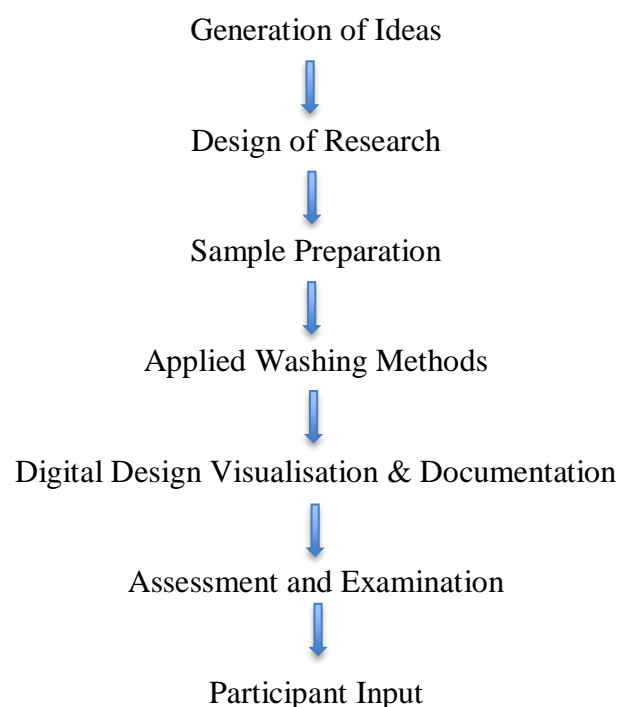 Generation of Ideas
Design of Research
Sample Preparation
Applied Washing Methods
Digital Design Visualisation & Documentation
Assessment and Examination
Participant Input